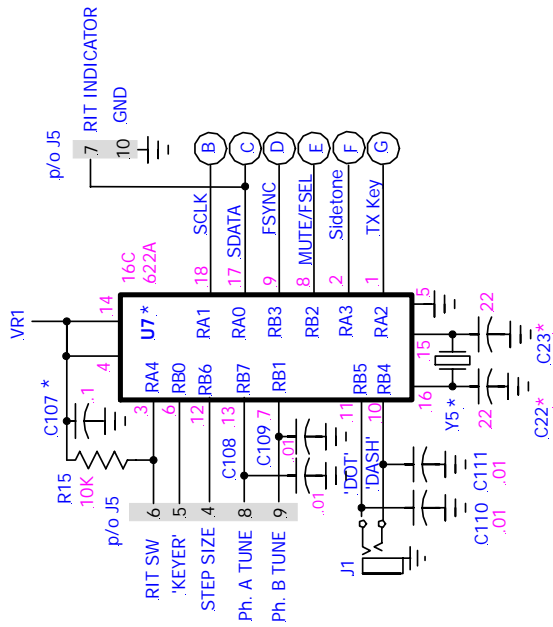 p/o J5
7 RIT INDICATOR
10 GND
VR1
14
4
16C
622A
U7 *
C107 *
.1
R15
10K
p/o J5
6 RIT SW
5 'KEYER'
4 STEP SIZE
8 Ph. A TUNE
9 Ph. B TUNE
3 RA4
6 RB0
12 RB6
13 RB7
7 RB1
11 RB5
10 RB4
RA1 18 SCLK B
RA0 17 SDATA C
RB3 9 FSYNC D
RB2 8 MUTE/FSEL E
RA3 2 Sidetone F
RA2 1 TX Key G
C108
.01
C109
.01
'DOT'
'DASH'
J1
C110
.01
C111
.01
5
15
16
Y5 *
22
C22*
22
C23*